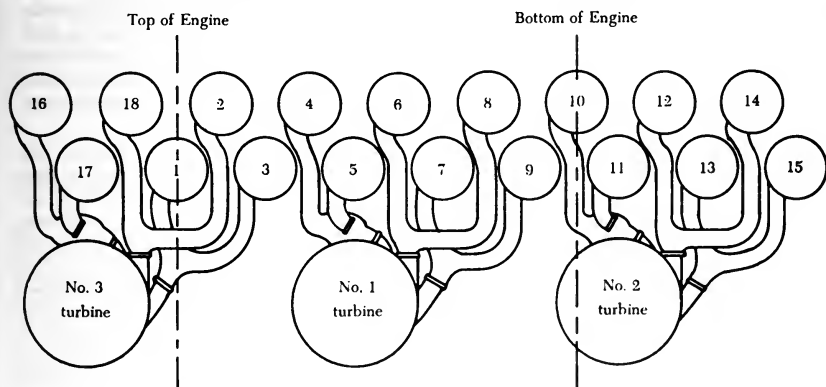 Top of Engine
Bottom of Engine
16 18 2 4 6 8 10 12 14
17 1 3 5 7 9 11 13 15
No. 3
turbine
No. 1
turbine
No. 2
turbine